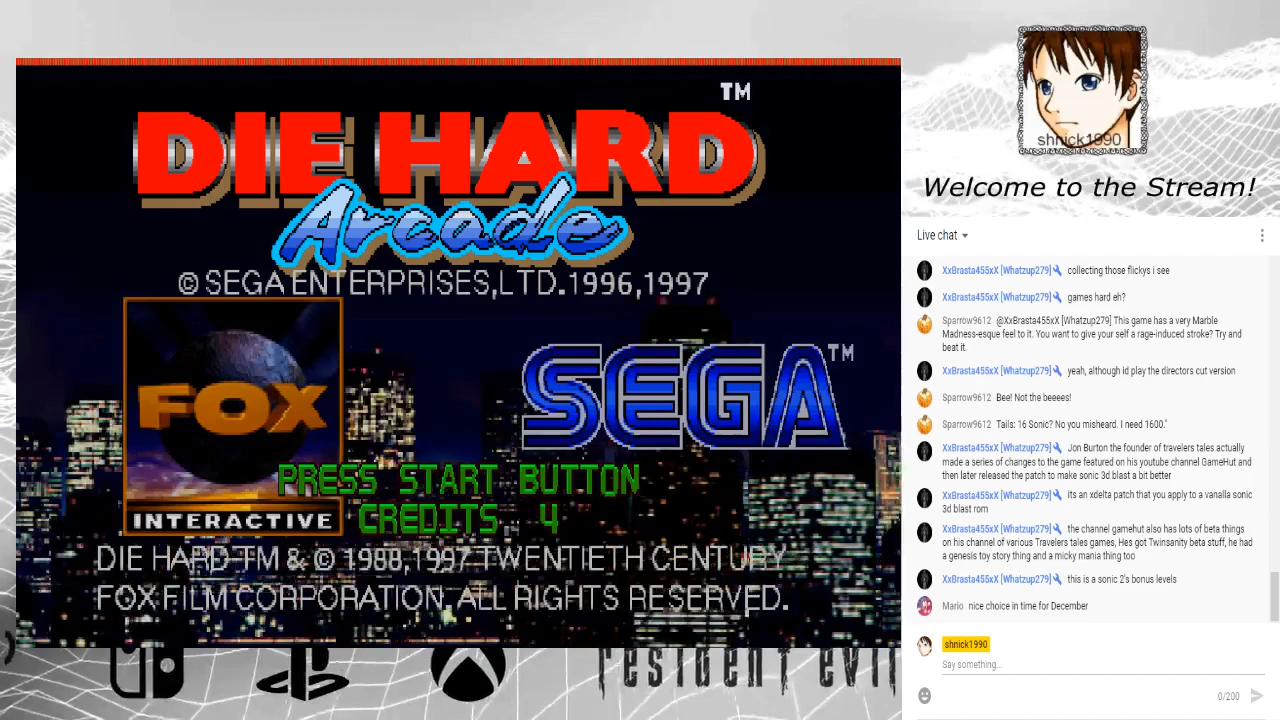 TM
DIE HARD
Arcade
© SEGA ENTERPRISES,LTD.1996,1997
FOX
INTERACTIVE
SEGA TM
PRESS START BUTTON
CREDITS 4
DIE HARD TM & © 1988,1997 TWENTIETH CENTURY
FOX FILM CORPORATION. ALL RIGHTS RESERVED.
resident evil
shnick1990
Welcome to the Stream!
Live chat
XxBrasta455xX [Whatzup279] collecting those flickys i see
XxBrasta455xX [Whatzup279] games hard eh?
Sparrow9612 @XxBrasta455xX [Whatzup279] This game has a very Marble
Madness-esque feel to it. You want to give your self a rage-induced stroke? Try and
beat it.
XxBrasta455xX [Whatzup279] yeah, although id play the directors cut version
Sparrow9612 Bee! Not the beeees!
Sparrow9612 Tails: 16 Sonic? No you misheard. I need 1600."
XxBrasta455xX [Whatzup279] Jon Burton the founder of travelers tales actually
made a series of changes to the game featured on his youtube channel GameHut and
then later released the patch to make sonic 3d blast a bit better
XxBrasta455xX [Whatzup279] its an xdelta patch that you apply to a vanalla sonic
3d blast rom
XxBrasta455xX [Whatzup279] the channel gamehut also has lots of beta things
on his channel of various Travelers tales games, Hes got Twinsanity beta stuff, he had
a genesis toy story thing and a micky mania thing too
XxBrasta455xX [Whatzup279] this is a sonic 2's bonus levels
Mario nice choice in time for December
shnick1990
Say something...
0/200